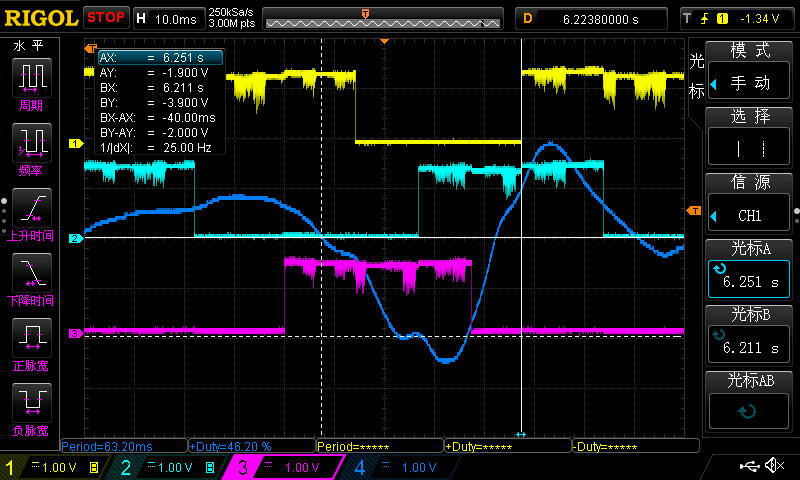 RIGOL STOP H 10.0ms 250kSa/s 3.00M pts D 6.22380000 s T 1 -1.34 V
T
水 平
周期
频率
上升时间
下降时间
正脉宽
负脉宽
T
AX: = 6.251 s
AY: = -1.900 V
BX: = 6.211 s
BY: = -3.900 V
BX-AX: = -40.00ms
BY-AY: = -2.000 V
1/|dX|: = 25.00 Hz
1
2
3
T
光标
模 式
手 动
选 择
信 源
CH1
光标A
6.251 s
光标B
6.211 s
光标AB
Period=63.20ms +Duty=46.20 % Period=***** +Duty=***** -Duty=*****
1 1.00 V B 2 1.00 V B 3 1.00 V 4 1.00 V